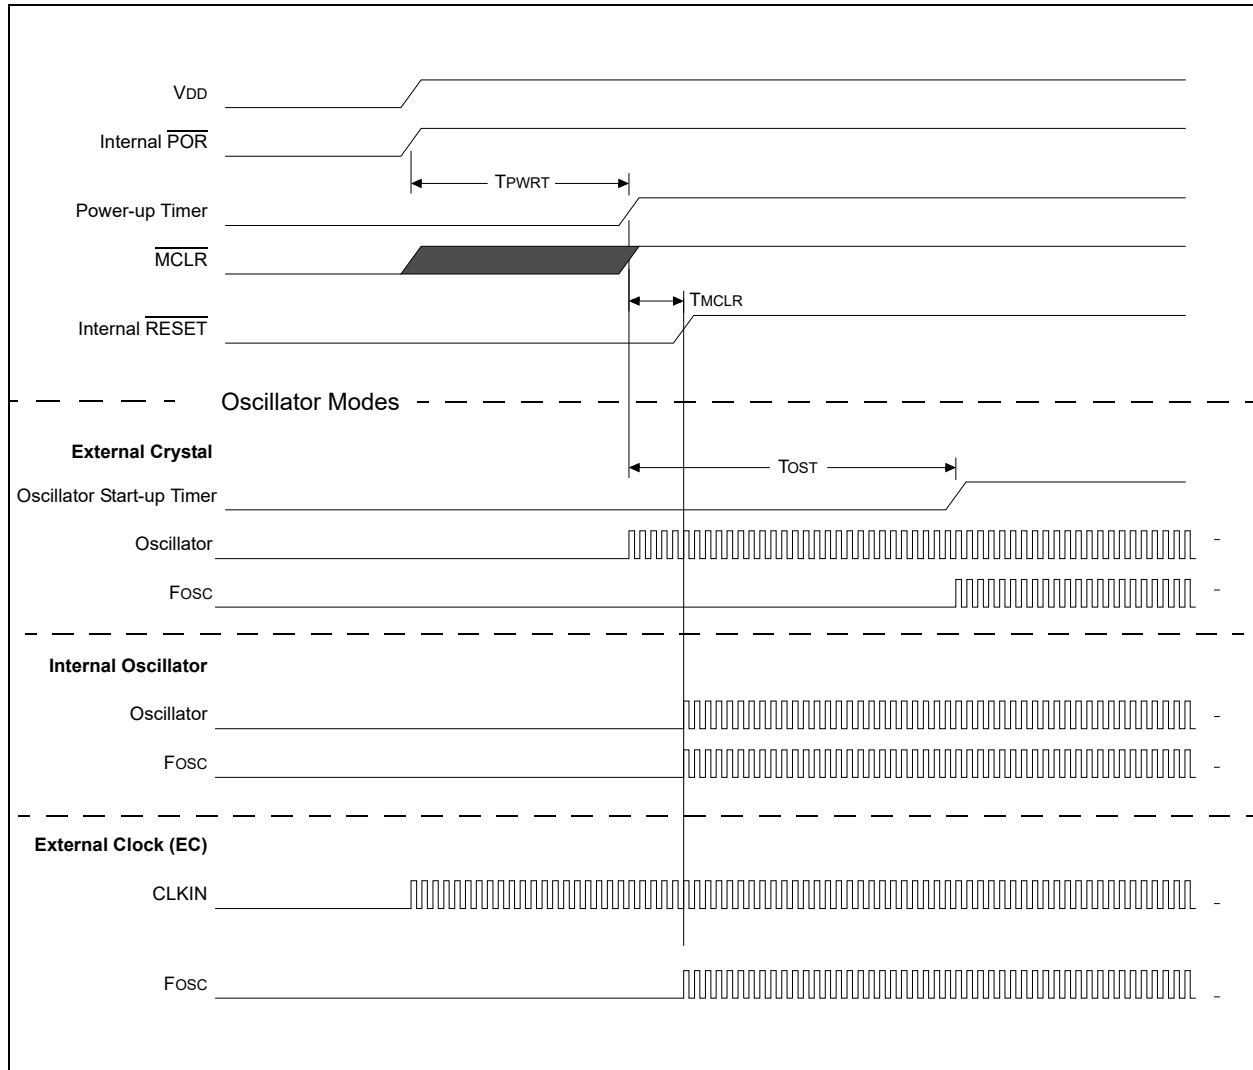 VDD
Internal POR
TPWRT
Power-up Timer
MCLR
TMCLR
Internal RESET
Oscillator Modes
External Crystal
TOST
Oscillator Start-up Timer
Oscillator
FOSC
Internal Oscillator
Oscillator
FOSC
External Clock (EC)
CLKIN
FOSC